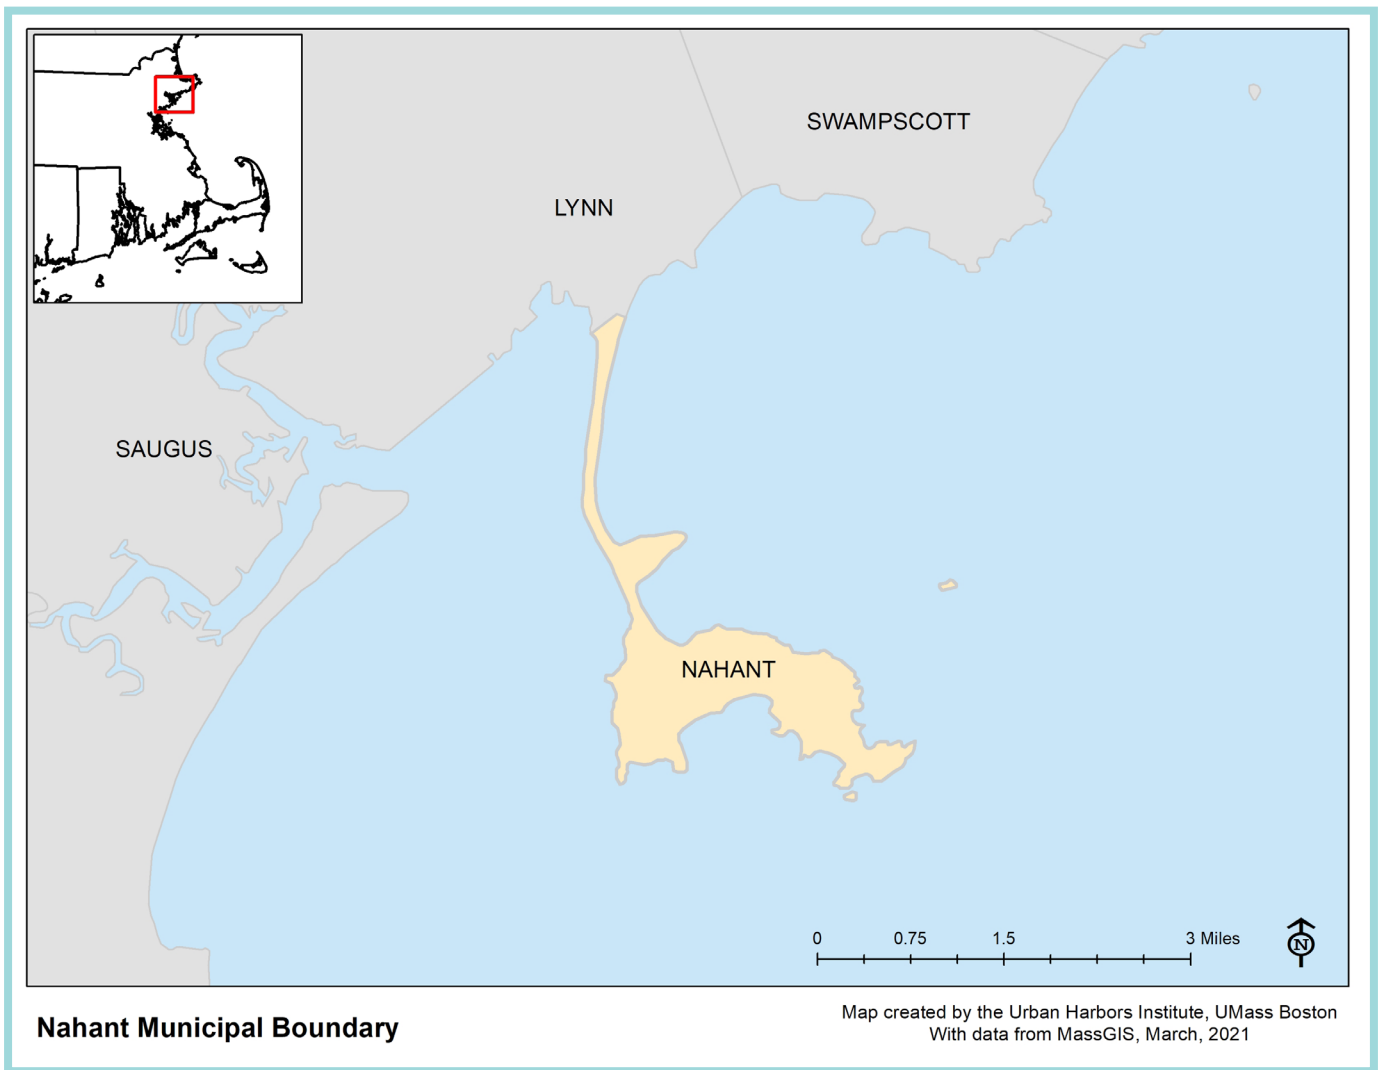 SWAMPSCOTT
LYNN
SAUGUS
NAHANT
0 0.75 1.5 3 Miles
N
Nahant Municipal Boundary
Map created by the Urban Harbors Institute, UMass Boston
With data from MassGIS, March, 2021